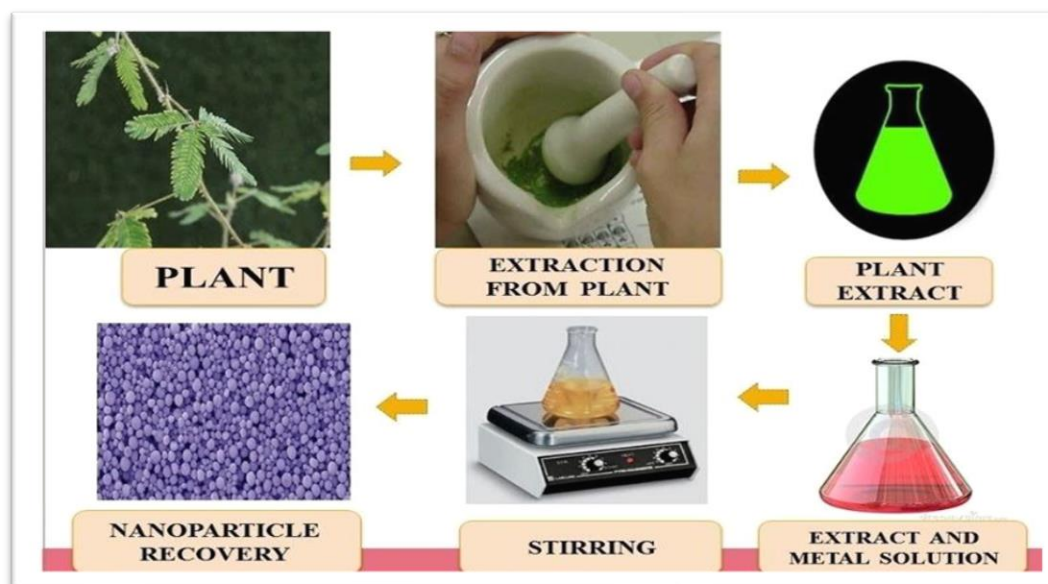 PLANT
EXTRACTION
FROM PLANT
PLANT
EXTRACT
EXTRACT AND
METAL SOLUTION
STIRRING
NANOPARTICLE
RECOVERY